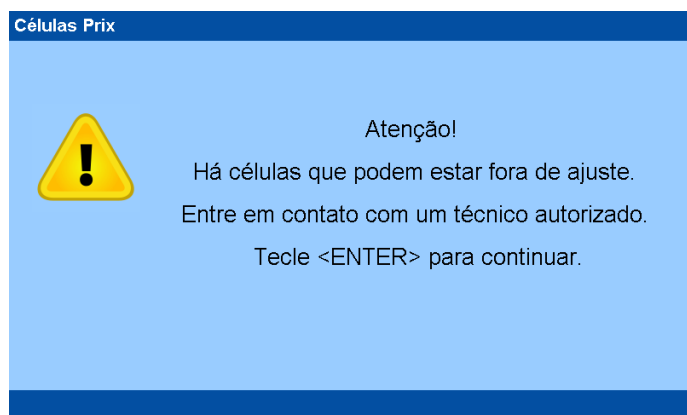 Células Prix
Atenção!
Há células que podem estar fora de ajuste.
Entre em contato com um técnico autorizado.
Tecle <ENTER> para continuar.